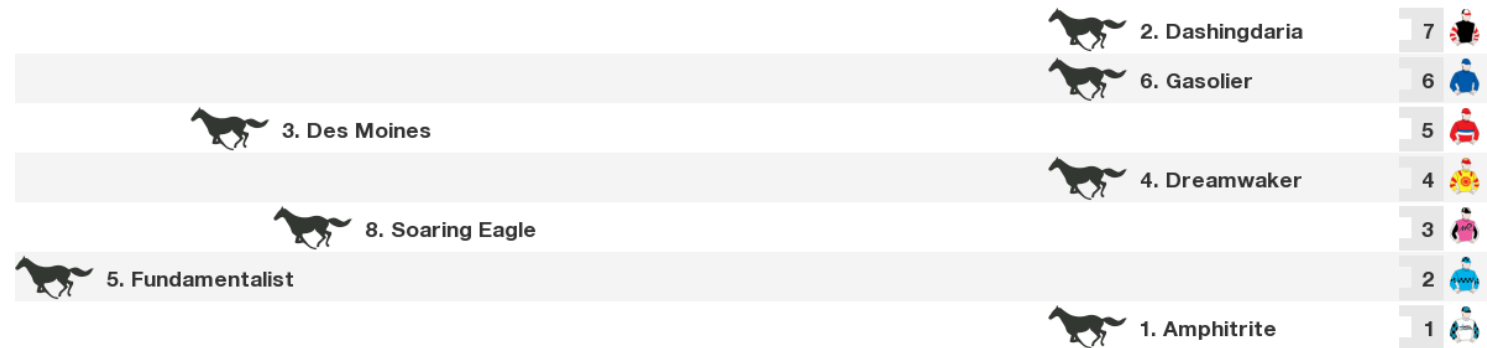 2. Dashingdaria 7
6. Gasolier 6
3. Des Moines 5
4. Dreamwaker 4
8. Soaring Eagle 3
5. Fundamentalist 2
1. Amphitrite 1